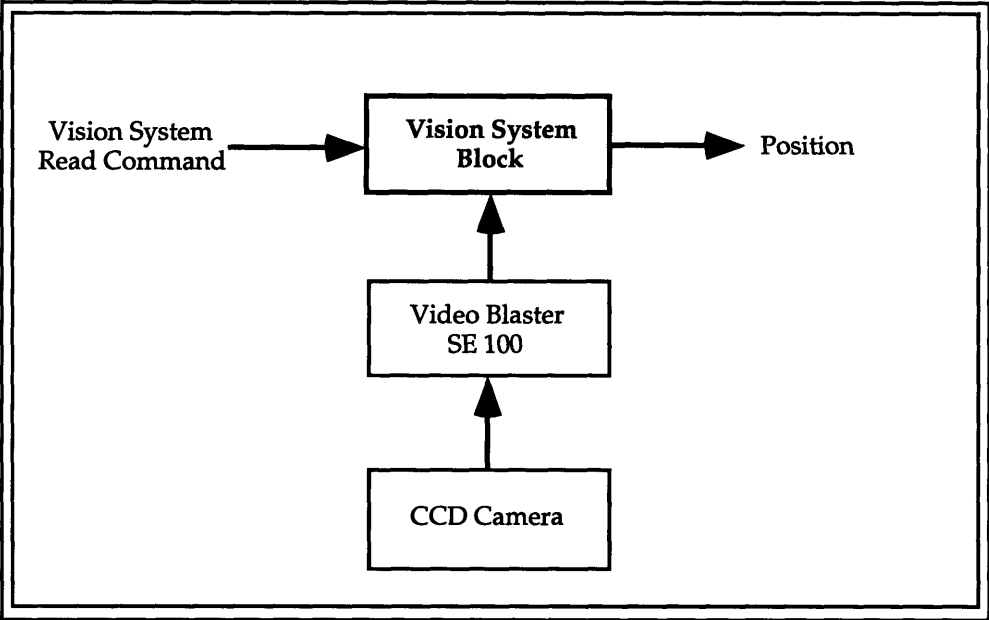 Vision System
Read Command
Vision System
Block
Position
Video Blaster
SE 100
CCD Camera